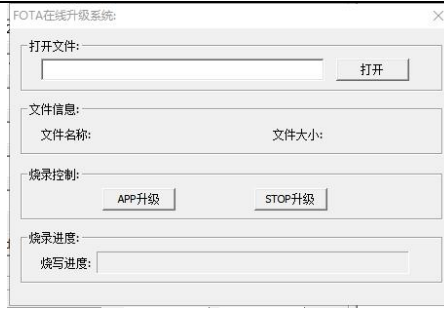 FOTA在线升级系统:
打开文件:
打开
文件信息:
文件名称: 文件大小:
烧录控制:
APP升级 STOP升级
烧录进度:
烧写进度: